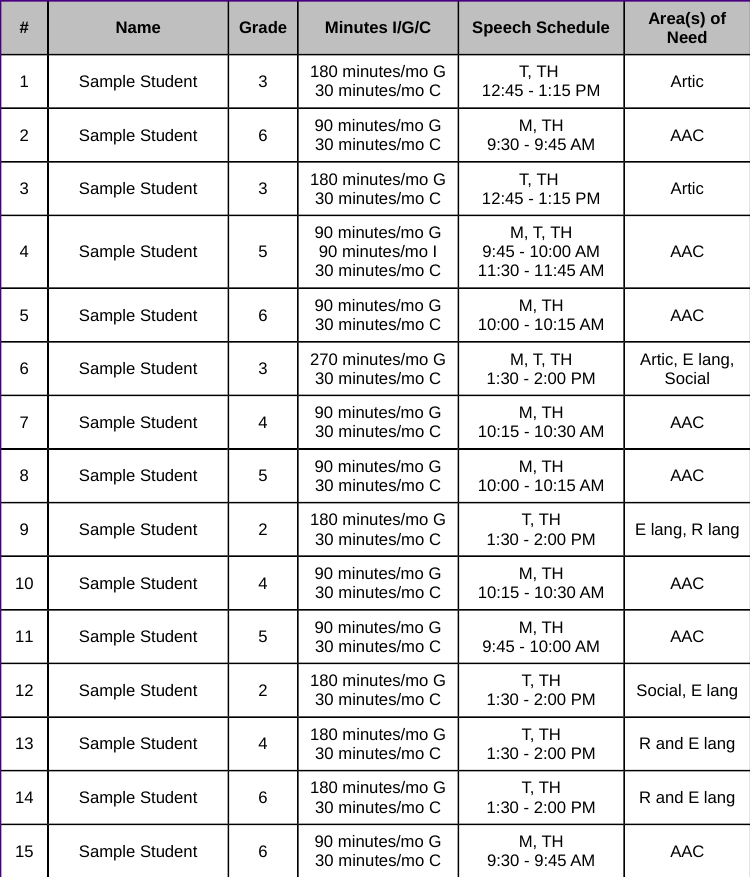 # Name Grade Minutes I/G/C Speech Schedule Area(s) of Need
1 Sample Student 3 180 minutes/mo G T, TH Artic
30 minutes/mo C 12:45 - 1:15 PM
2 Sample Student 6 90 minutes/mo G M, TH AAC
30 minutes/mo C 9:30 - 9:45 AM
3 Sample Student 3 180 minutes/mo G T, TH Artic
30 minutes/mo C 12:45 - 1:15 PM
4 Sample Student 5 90 minutes/mo G M, T, TH AAC
90 minutes/mo I 9:45 - 10:00 AM
30 minutes/mo C 11:30 - 11:45 AM
5 Sample Student 6 90 minutes/mo G M, TH AAC
30 minutes/mo C 10:00 - 10:15 AM
6 Sample Student 3 270 minutes/mo G M, T, TH Artic, E lang,
30 minutes/mo C 1:30 - 2:00 PM Social
7 Sample Student 4 90 minutes/mo G M, TH AAC
30 minutes/mo C 10:15 - 10:30 AM
8 Sample Student 5 90 minutes/mo G M, TH AAC
30 minutes/mo C 10:00 - 10:15 AM
9 Sample Student 2 180 minutes/mo G T, TH E lang, R lang
30 minutes/mo C 1:30 - 2:00 PM
10 Sample Student 4 90 minutes/mo G M, TH AAC
30 minutes/mo C 10:15 - 10:30 AM
11 Sample Student 5 90 minutes/mo G M, TH AAC
30 minutes/mo C 9:45 - 10:00 AM
12 Sample Student 2 180 minutes/mo G T, TH Social, E lang
30 minutes/mo C 1:30 - 2:00 PM
13 Sample Student 4 180 minutes/mo G T, TH R and E lang
30 minutes/mo C 1:30 - 2:00 PM
14 Sample Student 6 180 minutes/mo G T, TH R and E lang
30 minutes/mo C 1:30 - 2:00 PM
15 Sample Student 6 90 minutes/mo G M, TH AAC
30 minutes/mo C 9:30 - 9:45 AM